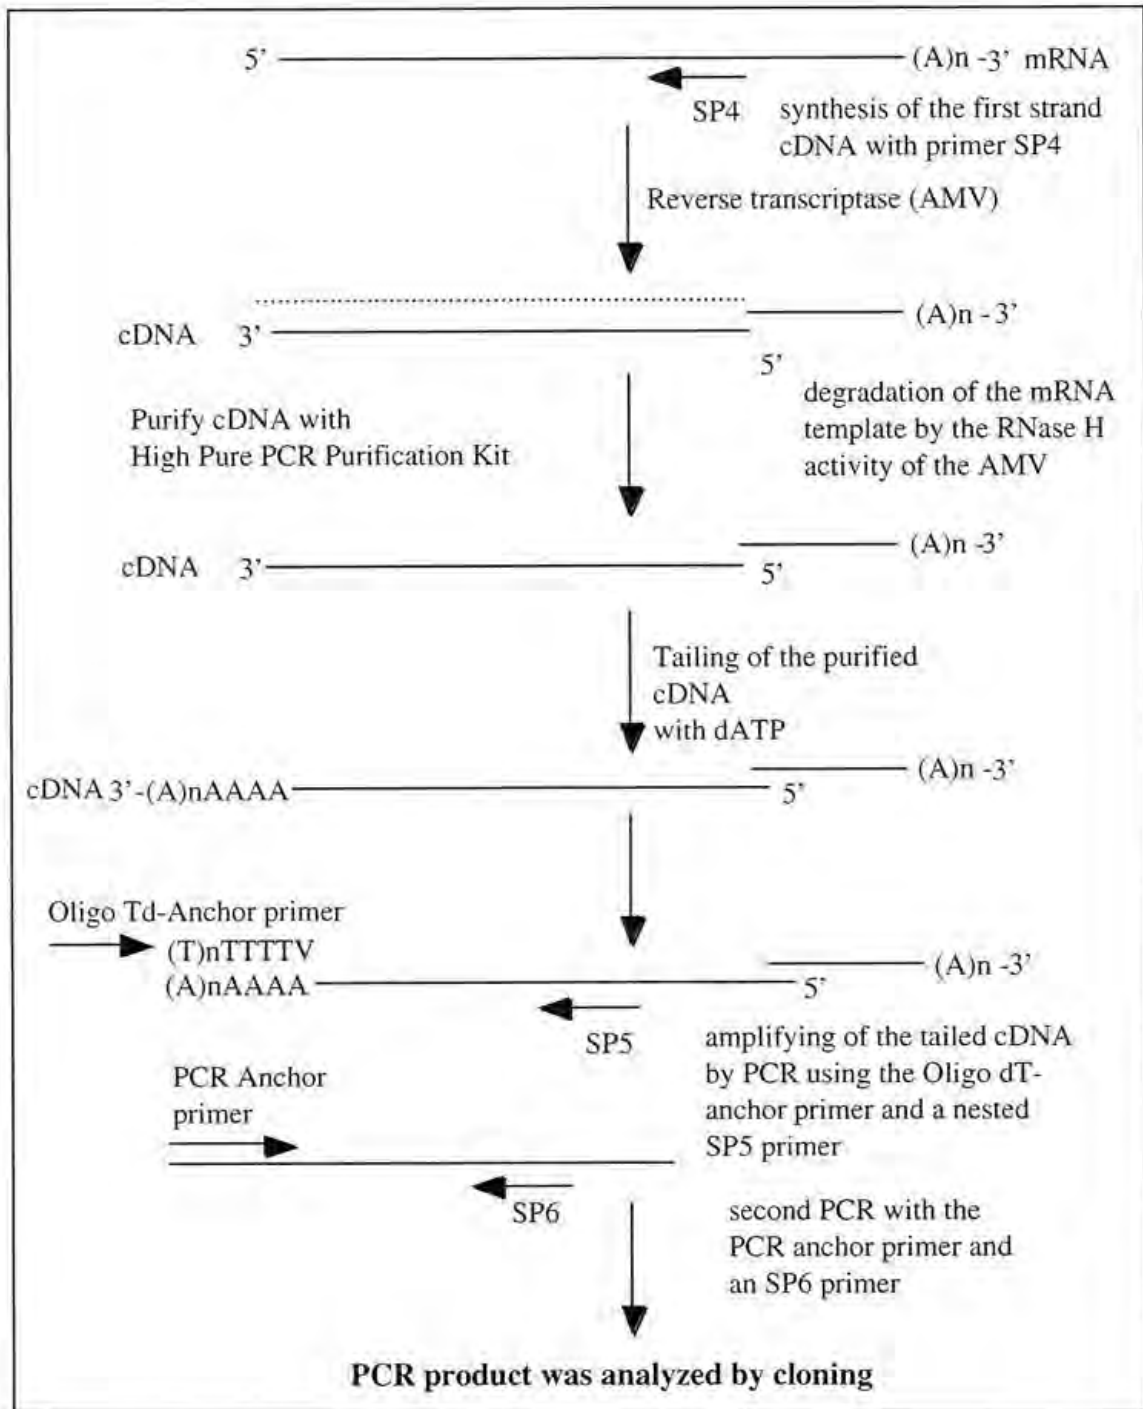 5’ (A)n -3’ mRNA
SP4
synthesis of the first strand
cDNA with primer SP4
Reverse transcriptase (AMV)
(A)n - 3’
cDNA 3’
5’
Purify cDNA with
High Pure PCR Purification Kit
degradation of the mRNA
template by the RNase H
activity of the AMV
(A)n -3’
cDNA 3’
5’
Tailing of the purified
cDNA
with dATP
(A)n -3’
cDNA 3’-(A)nAAAA
5’
Oligo Td-Anchor primer
(T)nTTTTV
(A)nAAAA
(A)n -3’
5’
SP5
amplifying of the tailed cDNA
by PCR using the Oligo dT-
anchor primer and a nested
SP5 primer
PCR Anchor
primer
SP6
second PCR with the
PCR anchor primer and
an SP6 primer
PCR product was analyzed by cloning